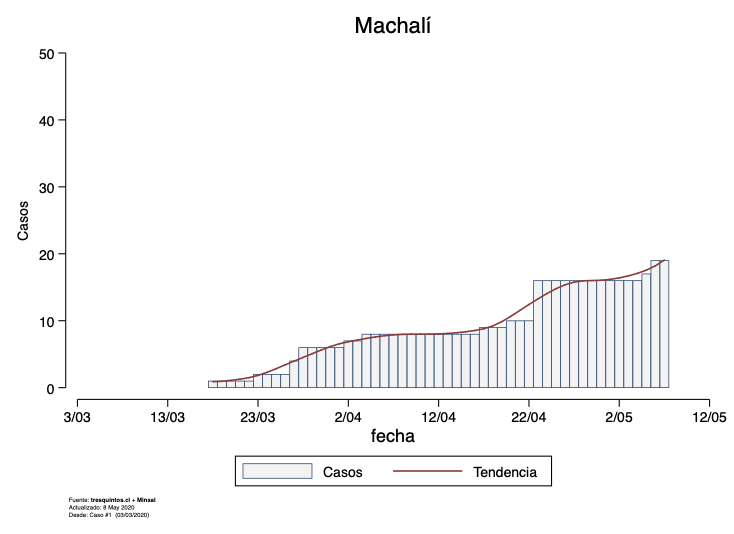 Machalí
50
40
30
20
10
0
Casos
3/03 13/03 23/03 2/04 12/04 22/04 2/05 12/05
fecha
Casos Tendencia
Fuente: tresquintos.cl + Minsal
Actualizado: 8 May 2020
Desde: Caso #1 (03/03/2020)